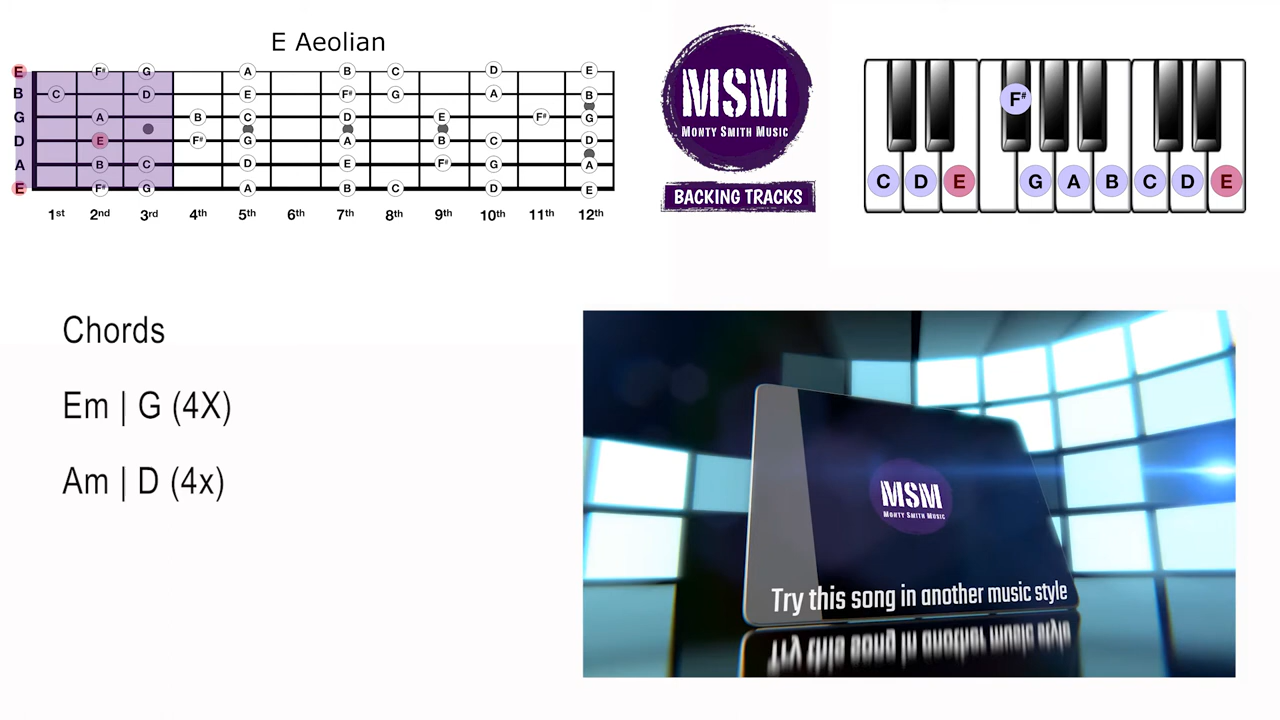 E Aeolian
E F# G A B C D E
B C D E F# G A B
G A B C D E F# G
D E F# G A B C D
A B C D E F# G A
E F# G A B C D E
1st 2nd 3rd 4th 5th 6th 7th 8th 9th 10th 11th 12th
MSM
MONTY SMITH MUSIC
BACKING TRACKS
F#
C D E G A B C D E
Chords
Em | G (4X)
Am | D (4x)
MSM
MONTY SMITH MUSIC
Try this song in another music style